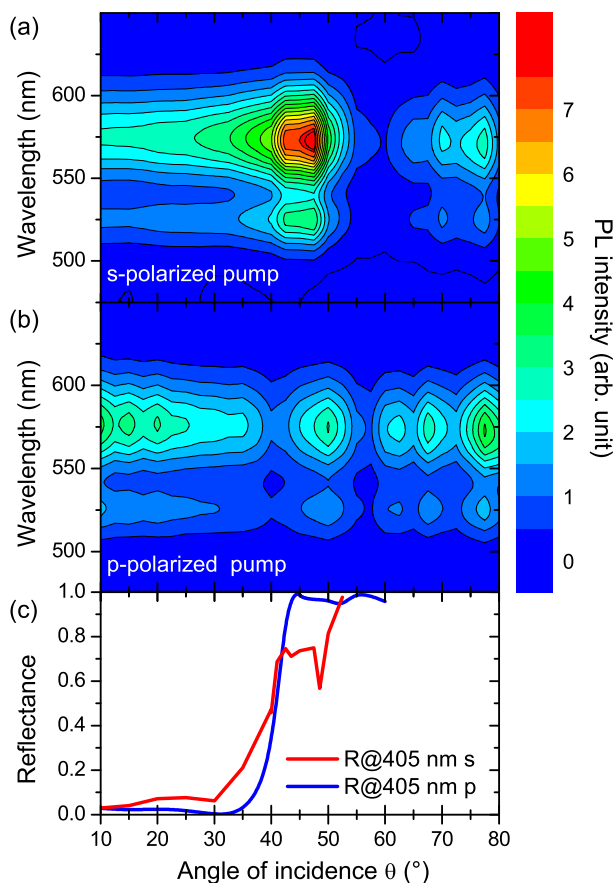 (a)
Wavelength (nm)
600
550
500
s-polarized pump
(b)
Wavelength (nm)
600
550
500
p-polarized  pump
7
6
5
4
3
2
1
0
PL intensity (arb. unit)
(c)
Reflectance
1.0
0.8
0.6
0.4
0.2
0.0
R@405 nm s
R@405 nm p
10 20 30 40 50 60 70 80
Angle of incidence θ (°)